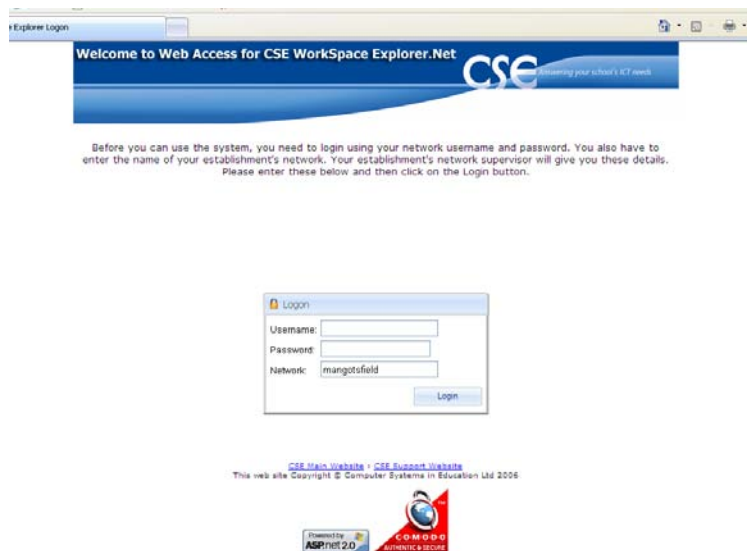 Explorer Logon
Welcome to Web Access for CSE WorkSpace Explorer.Net
CSE
Answering your school's ICT needs
Before you can use the system, you need to login using your network username and password. You also have to
enter the name of your establishment's network. Your establishment's network supervisor will give you these details.
Please enter these below and then click on the Login button.
Logon
Username:
Password:
Network: mangotsfield
Login
CSE Main Website : CSE Support Website
This web site Copyright © Computer Systems in Education Ltd 2006
Powered by
ASP.net 2.0
COMODO
AUTHENTIC & SECURE